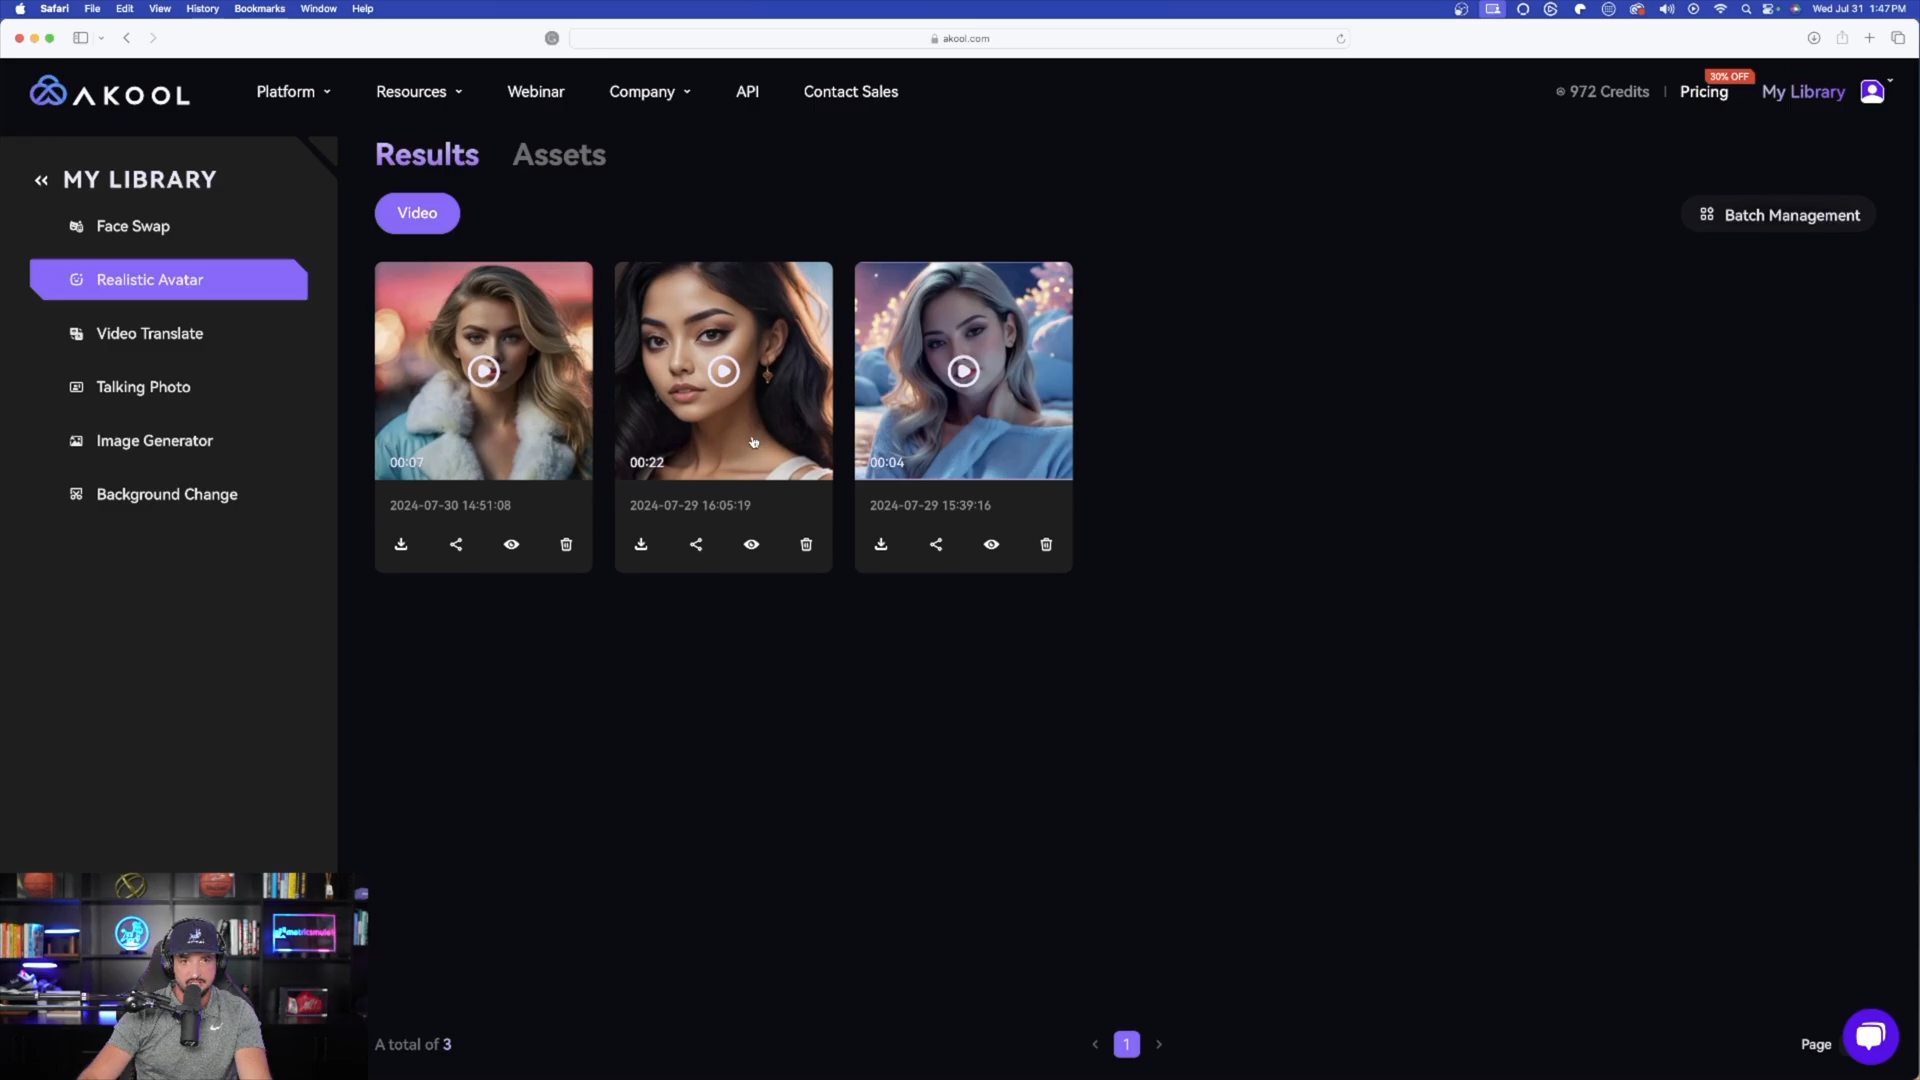 Safari File Edit View History Bookmarks Window Help
Wed Jul 31 1:47 PM
akool.com
AKOOL
Platform
Resources
Webinar
Company
API
Contact Sales
972 Credits
30% OFF
Pricing
My Library
MY LIBRARY
Face Swap
Realistic Avatar
Video Translate
Talking Photo
Image Generator
Background Change
Results Assets
Video
Batch Management
00:07
2024-07-30 14:51:08
00:22
2024-07-29 16:05:19
00:04
2024-07-29 15:39:16
A total of 3
1
Page